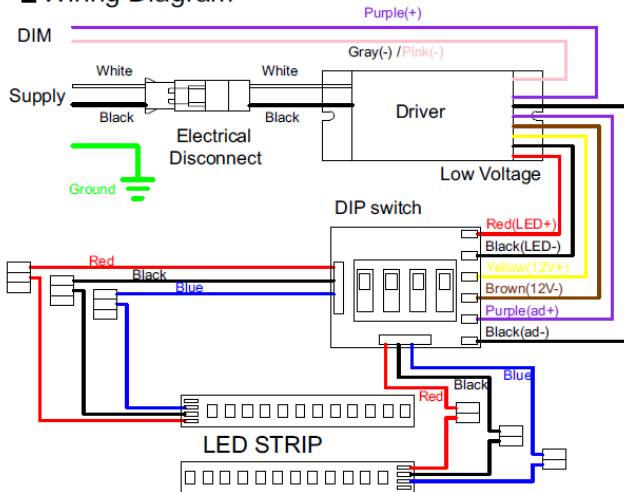 Wiring Diagram
Purple(+)
DIM
Gray(-) /Pink(-)
White
White
Supply
Driver
Black
Black
Electrical
Disconnect
Low Voltage
Ground
DIP switch
Red(LED+)
Black(LED-)
Red
Black
Yellow(12V+)
Blue
Brown(12V-)
Purple(ad+)
Black(ad-)
Blue
Black
Red
LED STRIP